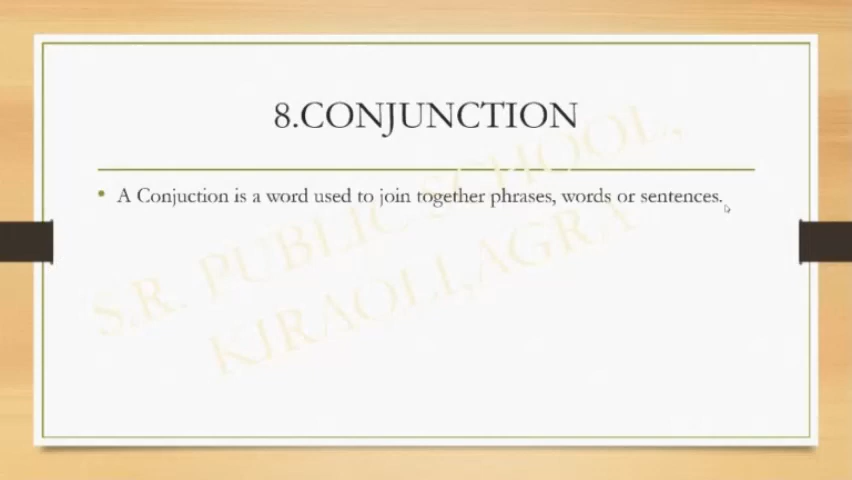 8.CONJUNCTION
• A Conjuction is a word used to join together phrases, words or sentences.
S.R. PUBLIC SCHOOL,
KIRAOLI,AGRA